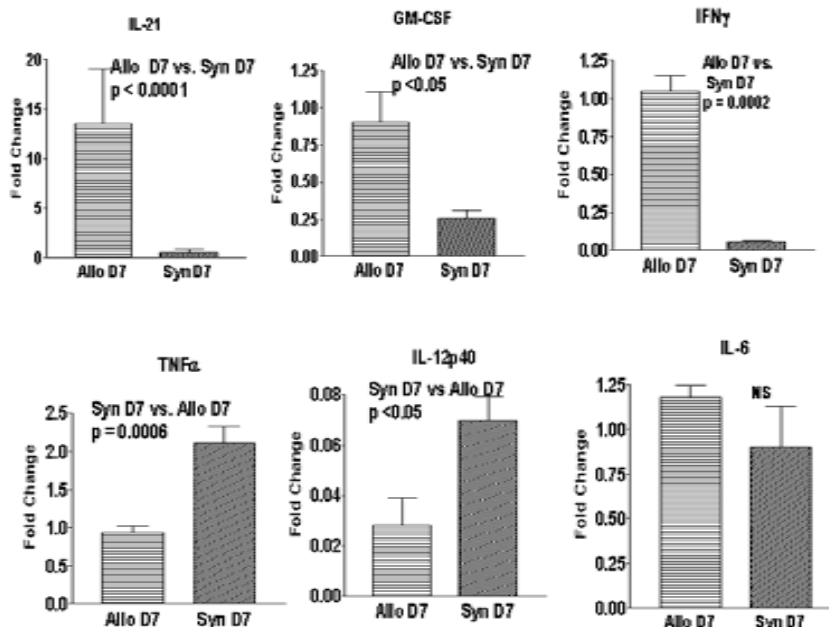 IL-21
Fold Change
20
15
10
5
0
Allo D7 vs. Syn D7
p < 0.0001
Allo D7
Syn D7
GM-CSF
Fold Change
1.25
1.00
0.75
0.50
0.25
0.00
Allo D7 vs. Syn D7
p <0.05
Allo D7
Syn D7
IFNγ
Fold Change
1.25
1.00
0.75
0.50
0.25
0.00
Allo D7 vs.
Syn D7
p = 0.0002
Allo D7
Syn D7
TNFα
Fold Change
2.5
2.0
1.5
1.0
0.5
0.0
Syn D7 vs. Allo D7
p = 0.0006
Allo D7
Syn D7
IL-12p40
Fold Change
0.08
0.06
0.04
0.02
0.00
Syn D7 vs Allo D7
p <0.05
Allo D7
Syn D7
IL-6
Fold Change
1.25
1.00
0.75
0.50
0.25
0.00
NS
Allo D7
Syn D7